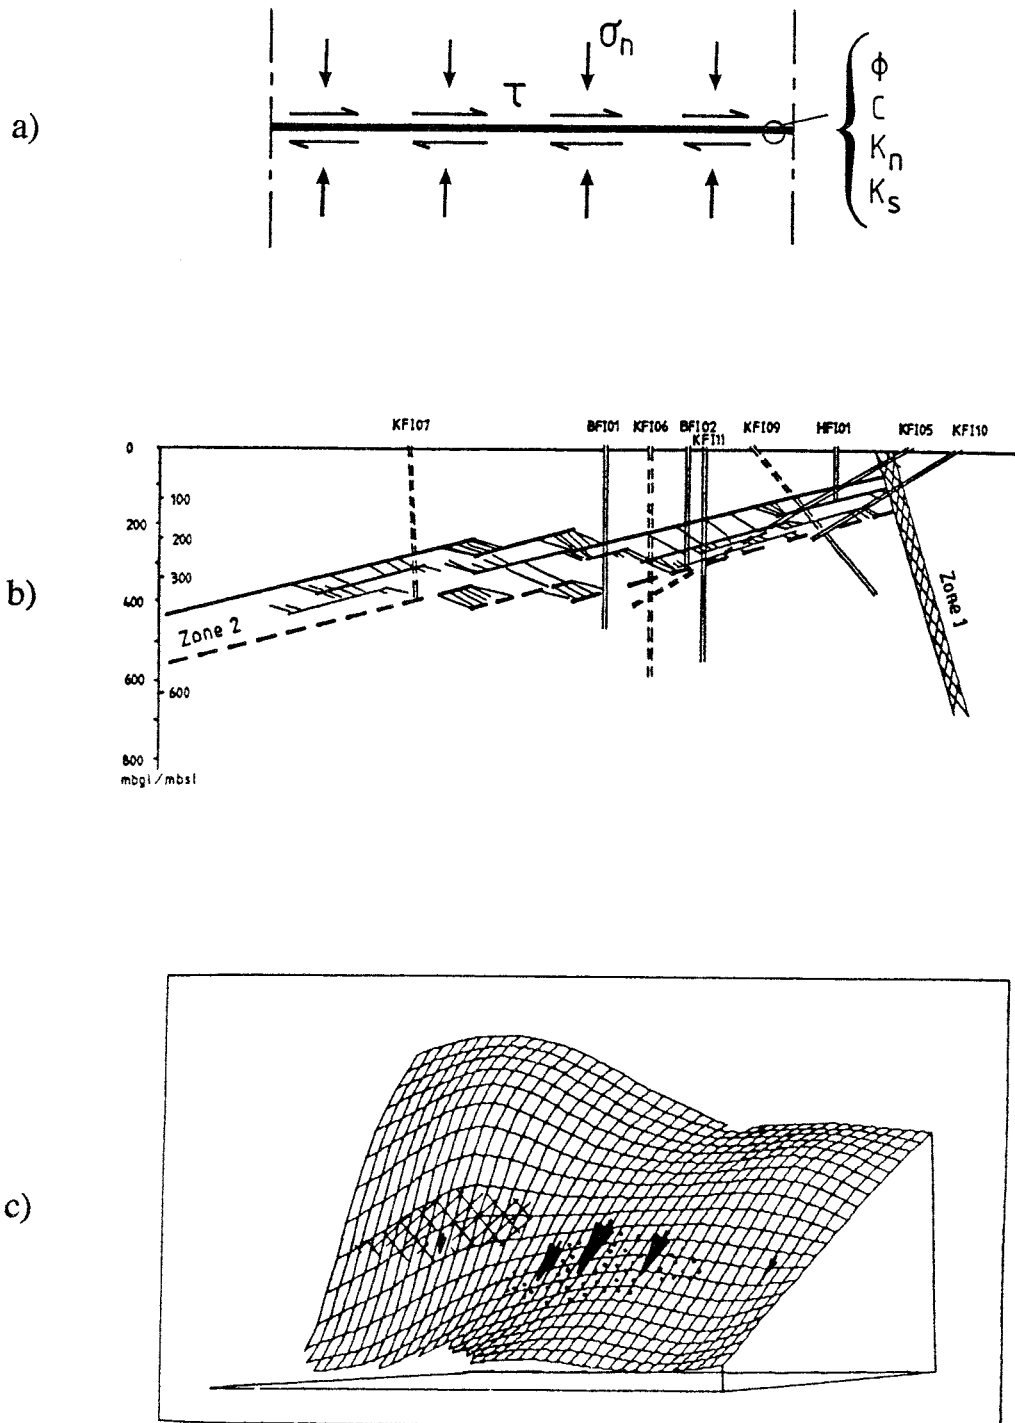 a)
σn
τ
ϕ
C
Kn
Ks
b)
KFI07
BFI01
KFI06
BFI02
KFI11
KFI09
HFI01
KFI05
KFI10
0
100
200
200
300
400
600
600
800
mbgl/mbsl
Zone 2
Zone 1
c)